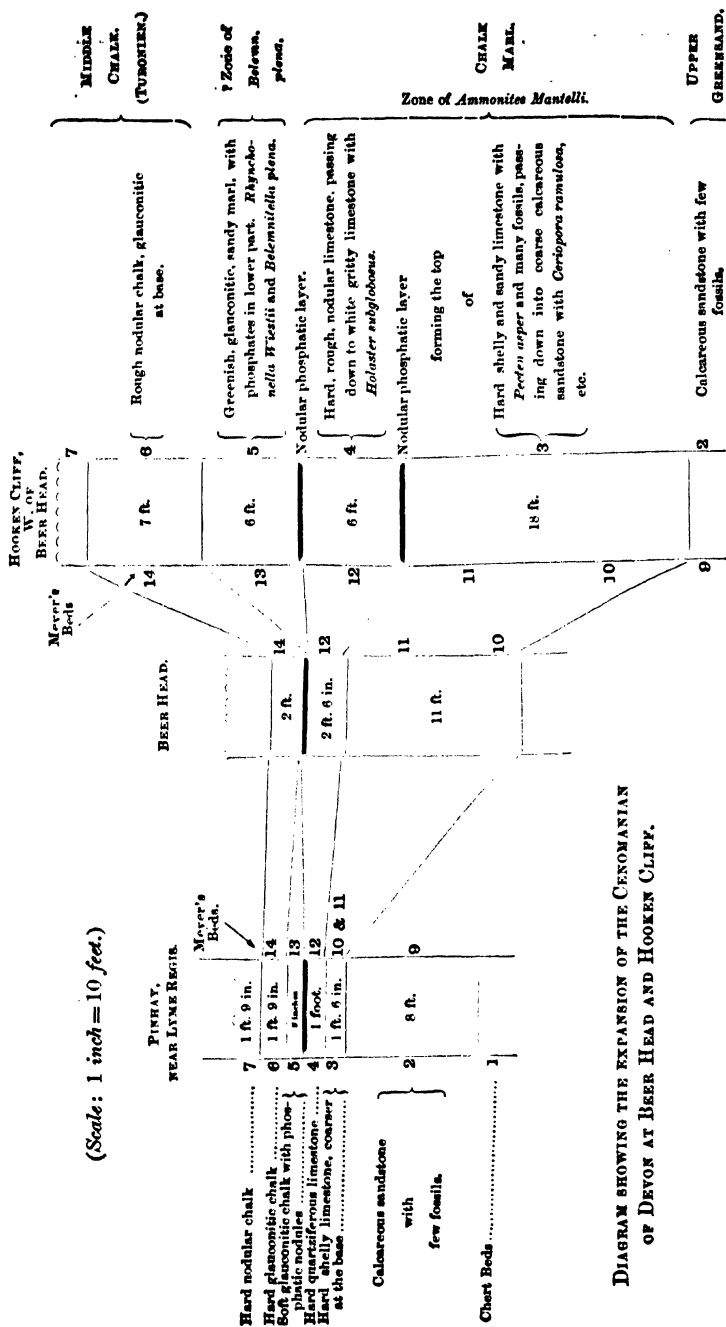 (Scale: 1 inch=10 feet.)
PINHAY,
NEAR LYME REGIS.
Meyer's
Beds.
Hard nodular chalk
7
1 ft. 9 in.
Hard glauconitic chalk
6
1 ft. 9 in.
14
Soft glauconitic chalk with phos-
phatic nodules
5
13
Hard quartziferous limestone
4
1 foot.
12
Hard shelly limestone, coarser
at the base
3
1 ft. 6 in.
10 & 11
Calcareous sandstone
with
few fossils.
2
8 ft.
9
Chert Beds
1
BEER HEAD.
2 ft.
14
2 ft. 6 in.
12
11 ft.
11
10
HOOKEN CLIFF,
W. OF
BEER HEAD.
Meyer's
Beds
7
14
7 ft.
6
Rough nodular chalk, glauconitic
at base.
MIDDLE
CHALK.
(TURONIEN.)
13
6 ft.
5
Greenish, glauconitic, sandy marl, with
phosphates in lower part. Rhyncho-
nella Wiestii and Belemnitella plena.
? Zone of
Belemn.
plena.
Nodular phosphatic layer.
12
6 ft.
4
Hard, rough, nodular limestone, passing
down to white gritty limestone with
Holaster subglobosus.
Nodular phosphatic layer
forming the top
of
11
18 ft.
3
10
Hard shelly and sandy limestone with
Pecten asper and many fossils, pass-
ing down into coarse calcareous
sandstone with Ceriopora ramulosa,
etc.
Zone of Ammonites Mantelli.
CHALK
MARL.
9
2
Calcareous sandstone with few
fossils.
UPPER
GREENSAND.
DIAGRAM SHOWING THE EXPANSION OF THE CENOMANIAN
OF DEVON AT BEER HEAD AND HOOKEN CLIFF.